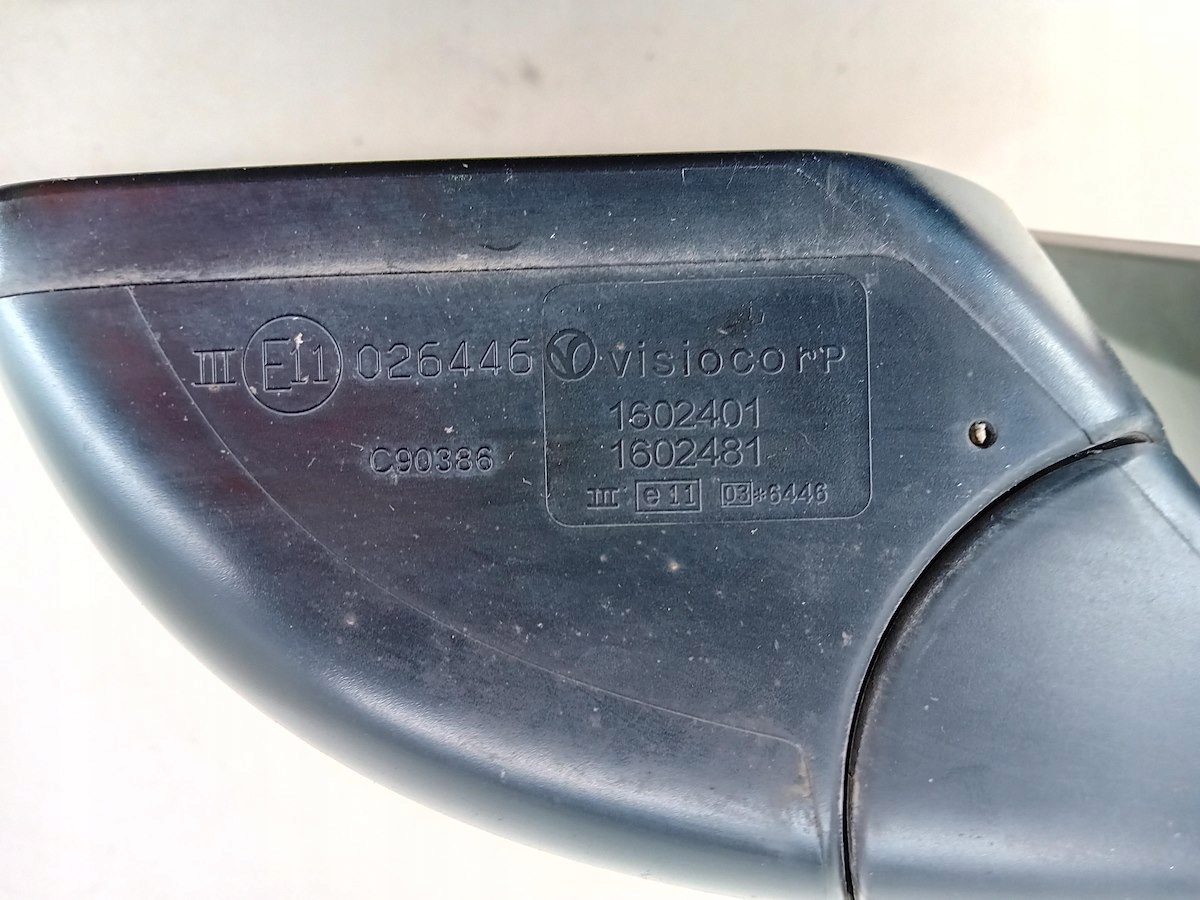 III E11 026446
C90386
visiocorp
1602401
1602481
III e11 03*6446